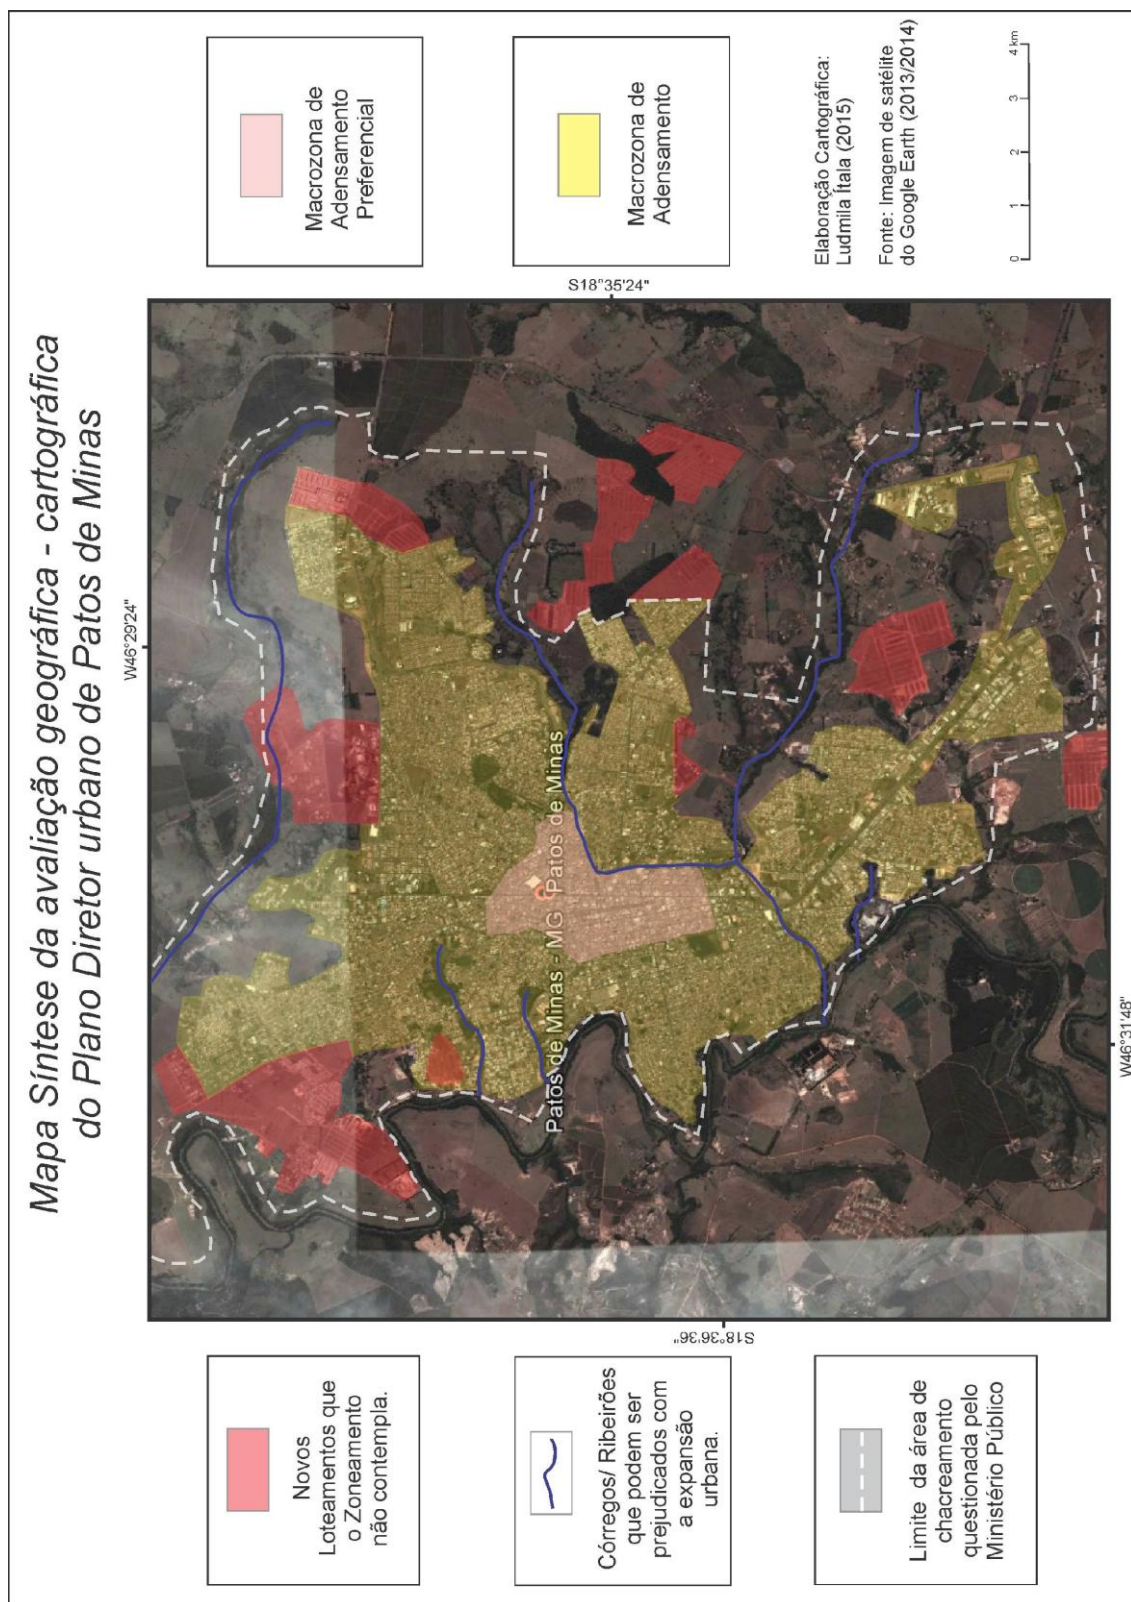 Mapa Síntese da avaliação geográfica - cartográfica
do Plano Diretor urbano de Patos de Minas
Novos
Loteamentos que
o Zoneamento
não contempla.
Córregos/ Ribeirões
que podem ser
prejudicados com
a expansão
urbana.
Limite da área de
chacreamento
questionada pelo
Ministério Público
W46°29'24"
S18°35'24"
S18°36'36"
W46°31'48"
Patos de Minas - MG
Patos de Minas
Macrozona de
Adensamento
Preferencial
Macrozona de
Adensamento
Elaboração Cartográfica:
Ludmila Ítala (2015)
Fonte: Imagem de satélite
do Google Earth (2013/2014)
0 1 2 3 4 km